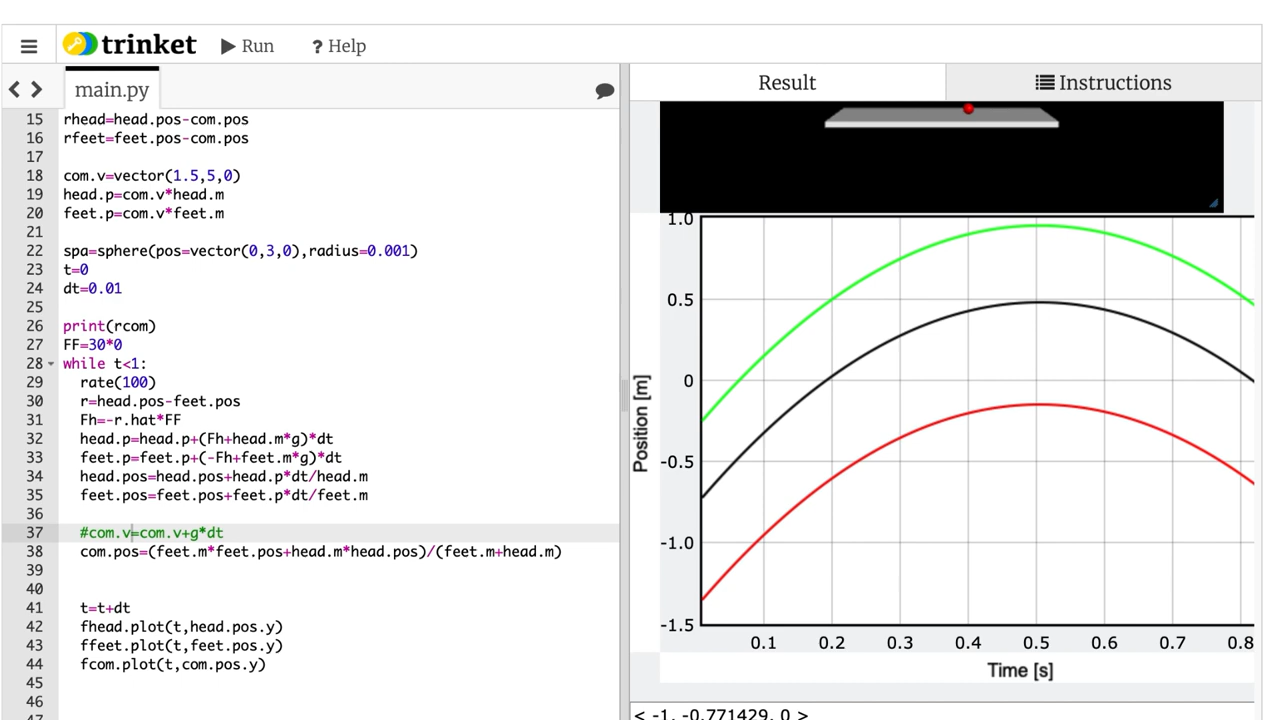 trinket
Run
? Help
main.py
Result
Instructions
15 rhead=head.pos-com.pos
16 rfeet=feet.pos-com.pos
17
18 com.v=vector(1.5,5,0)
19 head.p=com.v*head.m
20 feet.p=com.v*feet.m
21
22 spa=sphere(pos=vector(0,3,0),radius=0.001)
23 t=0
24 dt=0.01
25
26 print(rcom)
27 FF=30*0
28 while t<1:
29 rate(100)
30 r=head.pos-feet.pos
31 Fh=-r.hat*FF
32 head.p=head.p+(Fh+head.m*g)*dt
33 feet.p=feet.p+(-Fh+feet.m*g)*dt
34 head.pos=head.pos+head.p*dt/head.m
35 feet.pos=feet.pos+feet.p*dt/feet.m
36
37 #com.v=com.v+g*dt
38 com.pos=(feet.m*feet.pos+head.m*head.pos)/(feet.m+head.m)
39
40
41 t=t+dt
42 fhead.plot(t,head.pos.y)
43 ffeet.plot(t,feet.pos.y)
44 fcom.plot(t,com.pos.y)
45
46
47
1.0
0.5
0
-0.5
-1.0
-1.5
Position [m]
0.1 0.2 0.3 0.4 0.5 0.6 0.7 0.8
Time [s]
< -1, -0.771429, 0 >